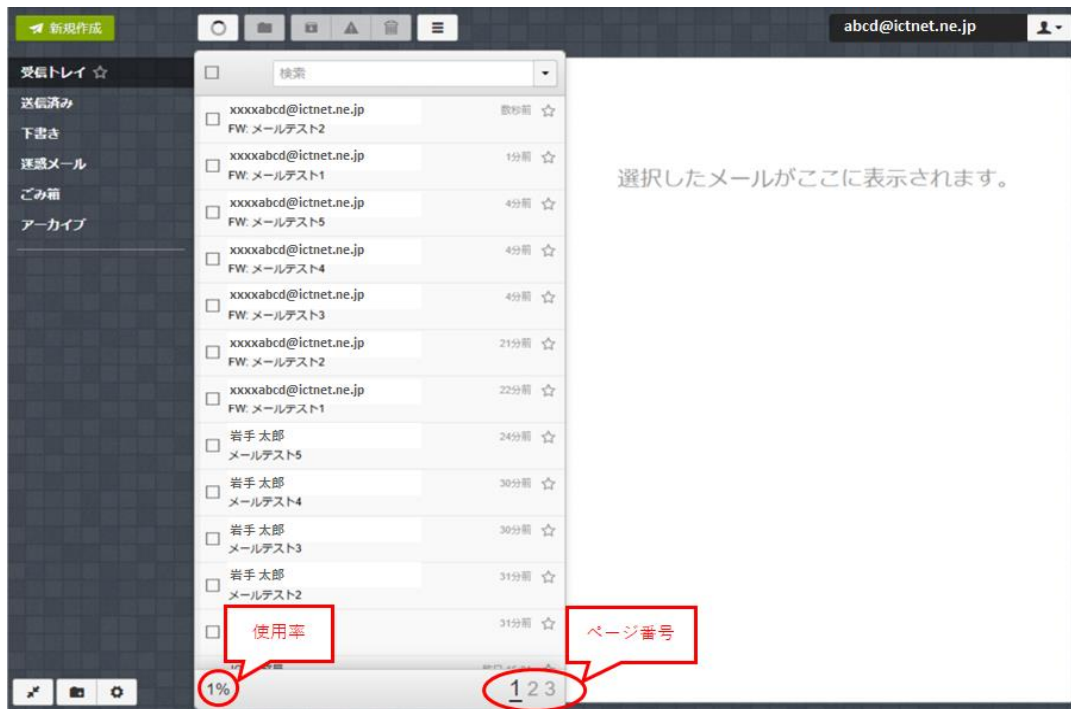 新規作成
abcd@ictnet.ne.jp
受信トレイ
送信済み
下書き
迷惑メール
ごみ箱
アーカイブ
検索
xxxxabcd@ictnet.ne.jp 数秒前
FW: メールテスト2
xxxxabcd@ictnet.ne.jp 1分前
FW: メールテスト1
xxxxabcd@ictnet.ne.jp 4分前
FW: メールテスト5
xxxxabcd@ictnet.ne.jp 4分前
FW: メールテスト4
xxxxabcd@ictnet.ne.jp 4分前
FW: メールテスト3
xxxxabcd@ictnet.ne.jp 21分前
FW: メールテスト2
xxxxabcd@ictnet.ne.jp 22分前
FW: メールテスト1
岩手 太郎 24分前
メールテスト5
岩手 太郎 30分前
メールテスト4
岩手 太郎 30分前
メールテスト3
岩手 太郎 31分前
メールテスト2
31分前
選択したメールがここに表示されます。
使用率
ページ番号
1%
1 2 3